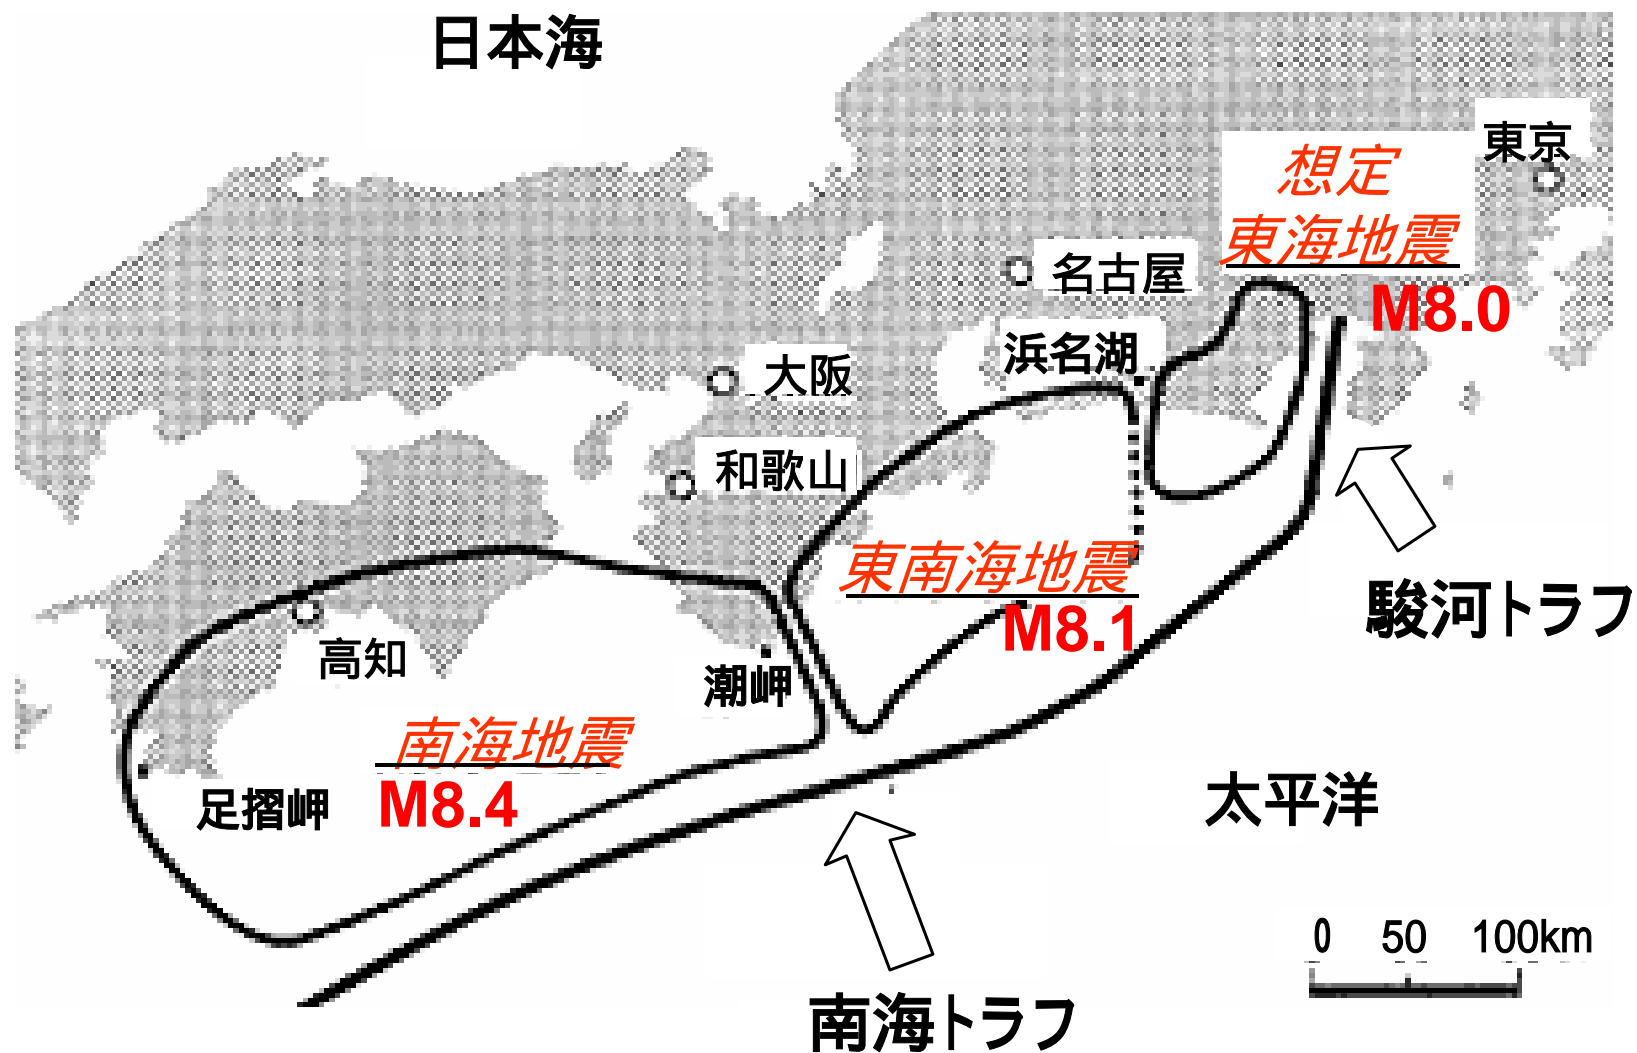 日本海
東京
想定
東海地震
M8.0
名古屋
浜名湖
大阪
和歌山
東南海地震
M8.1
駿河トラフ
高知
潮岬
南海地震
M8.4
足摺岬
太平洋
0 50 100km
南海トラフ